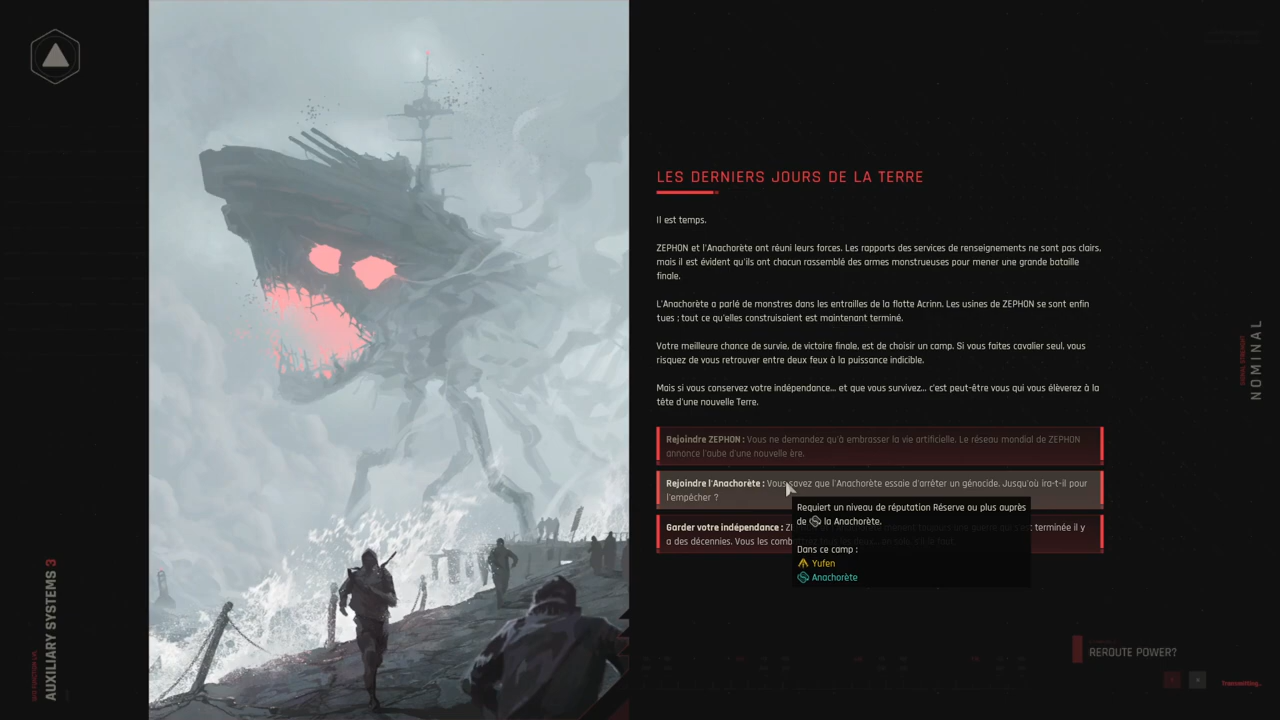 LES DERNIERS JOURS DE LA TERRE
Il est temps.
ZEPHON et l'Anachorète ont réuni leurs forces. Les rapports des services de renseignements ne sont pas clairs,
mais il est évident qu'ils ont chacun rassemblé des armes monstrueuses pour mener une grande bataille
finale.
L'Anachorète a parlé de monstres dans les entrailles de la flotte Acrinn. Les usines de ZEPHON se sont enfin
tues ; tout ce qu'elles construisaient est maintenant terminé.
Votre meilleure chance de survie, de victoire finale, est de choisir un camp. Si vous faites cavalier seul, vous
risquez de vous retrouver entre deux feux à la puissance indicible.
Mais si vous conservez votre indépendance... et que vous survivez... c'est peut-être vous qui vous élèverez à la
tête d'une nouvelle Terre.
Rejoindre ZEPHON : Vous ne demandez qu'à embrasser la vie artificielle. Le réseau mondial de ZEPHON
annonce l'aube d'une nouvelle ère.
Rejoindre l'Anachorète : Vous savez que l'Anachorète essaie d'arrêter un génocide. Jusqu'où ira-t-il pour
l'empêcher ?
Requiert un niveau de réputation Réserve ou plus auprès
de la Anachorète.
Dans ce camp :
Yufen
Anachorète
Garder votre indépendance : terminée il y
a des décennies. Vous les
AUXILIARY SYSTEMS 3
NOMINAL
REROUTE POWER?
Transmitting..